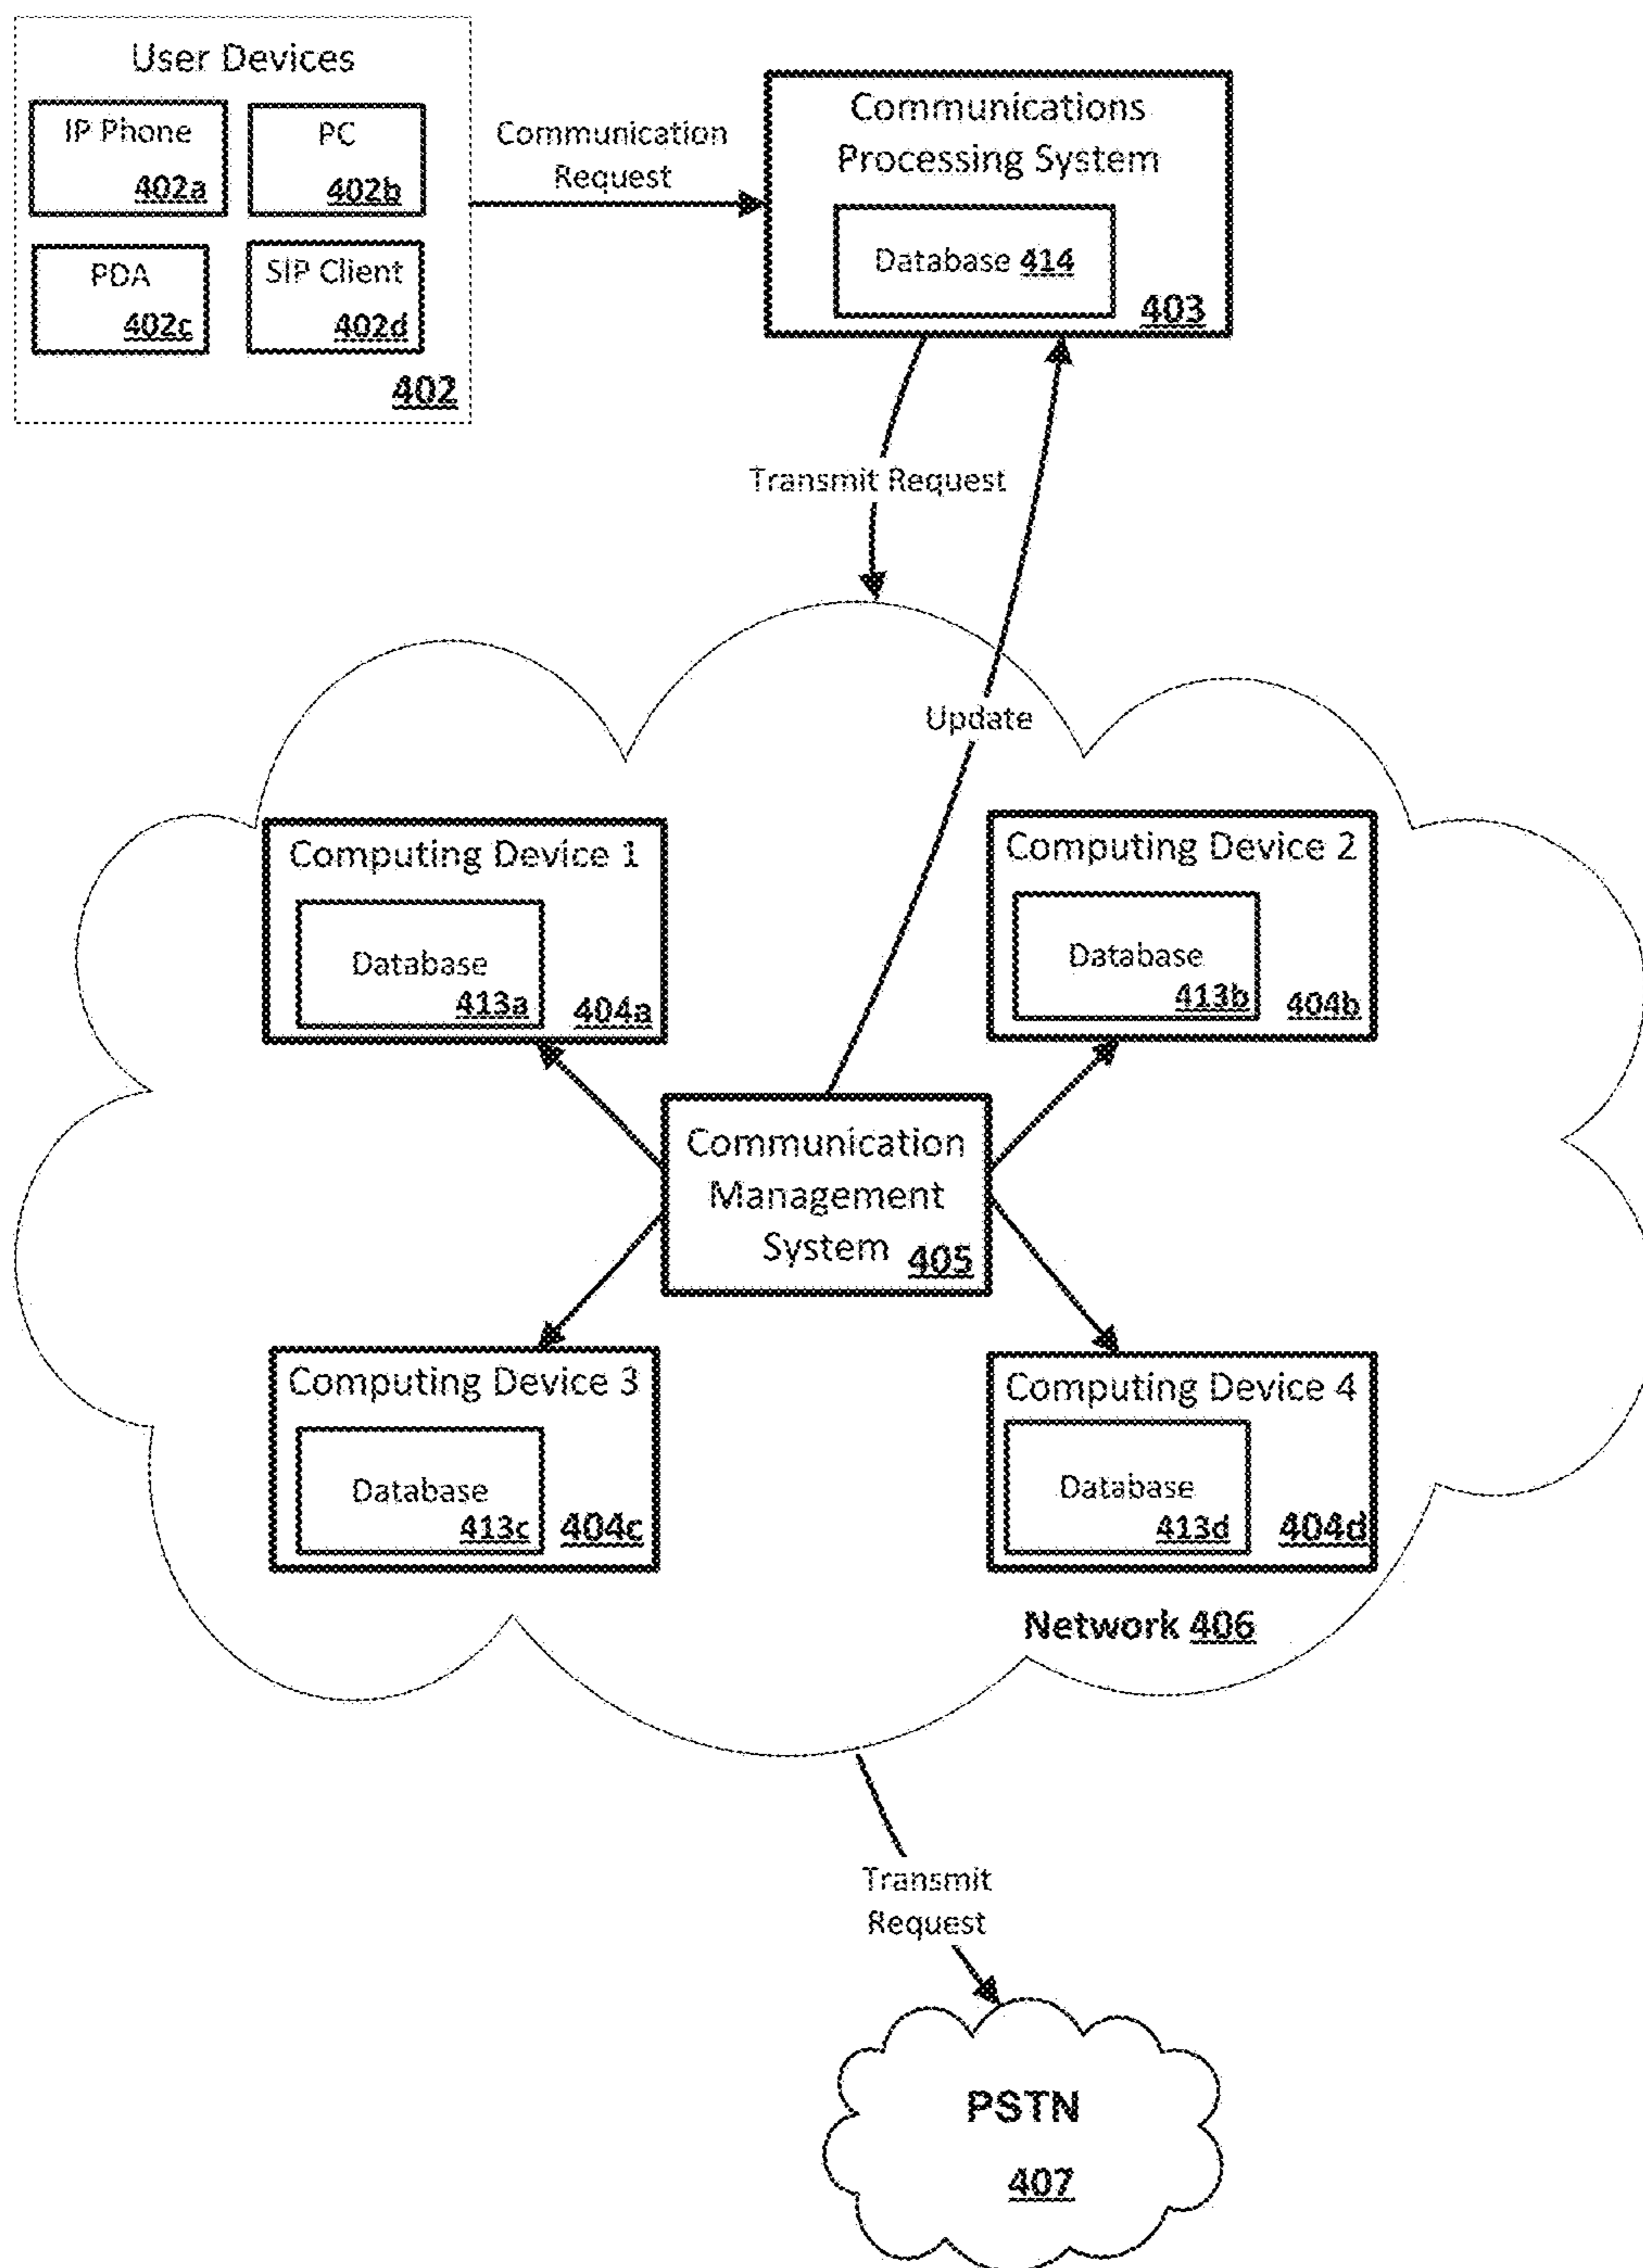 User Devices
IP Phone
402a
PC
402b
PDA
402c
SIP Client
402d
402
Communication
Request
Communications
Processing System
Database 414
403
Transmit Request
Update
Computing Device 1
Database
413a
404a
Computing Device 2
Database
413b
404b
Communication
Management
System 405
Computing Device 3
Database
413c
404c
Computing Device 4
Database
413d
404d
Network 406
Transmit
Request
PSTN
407